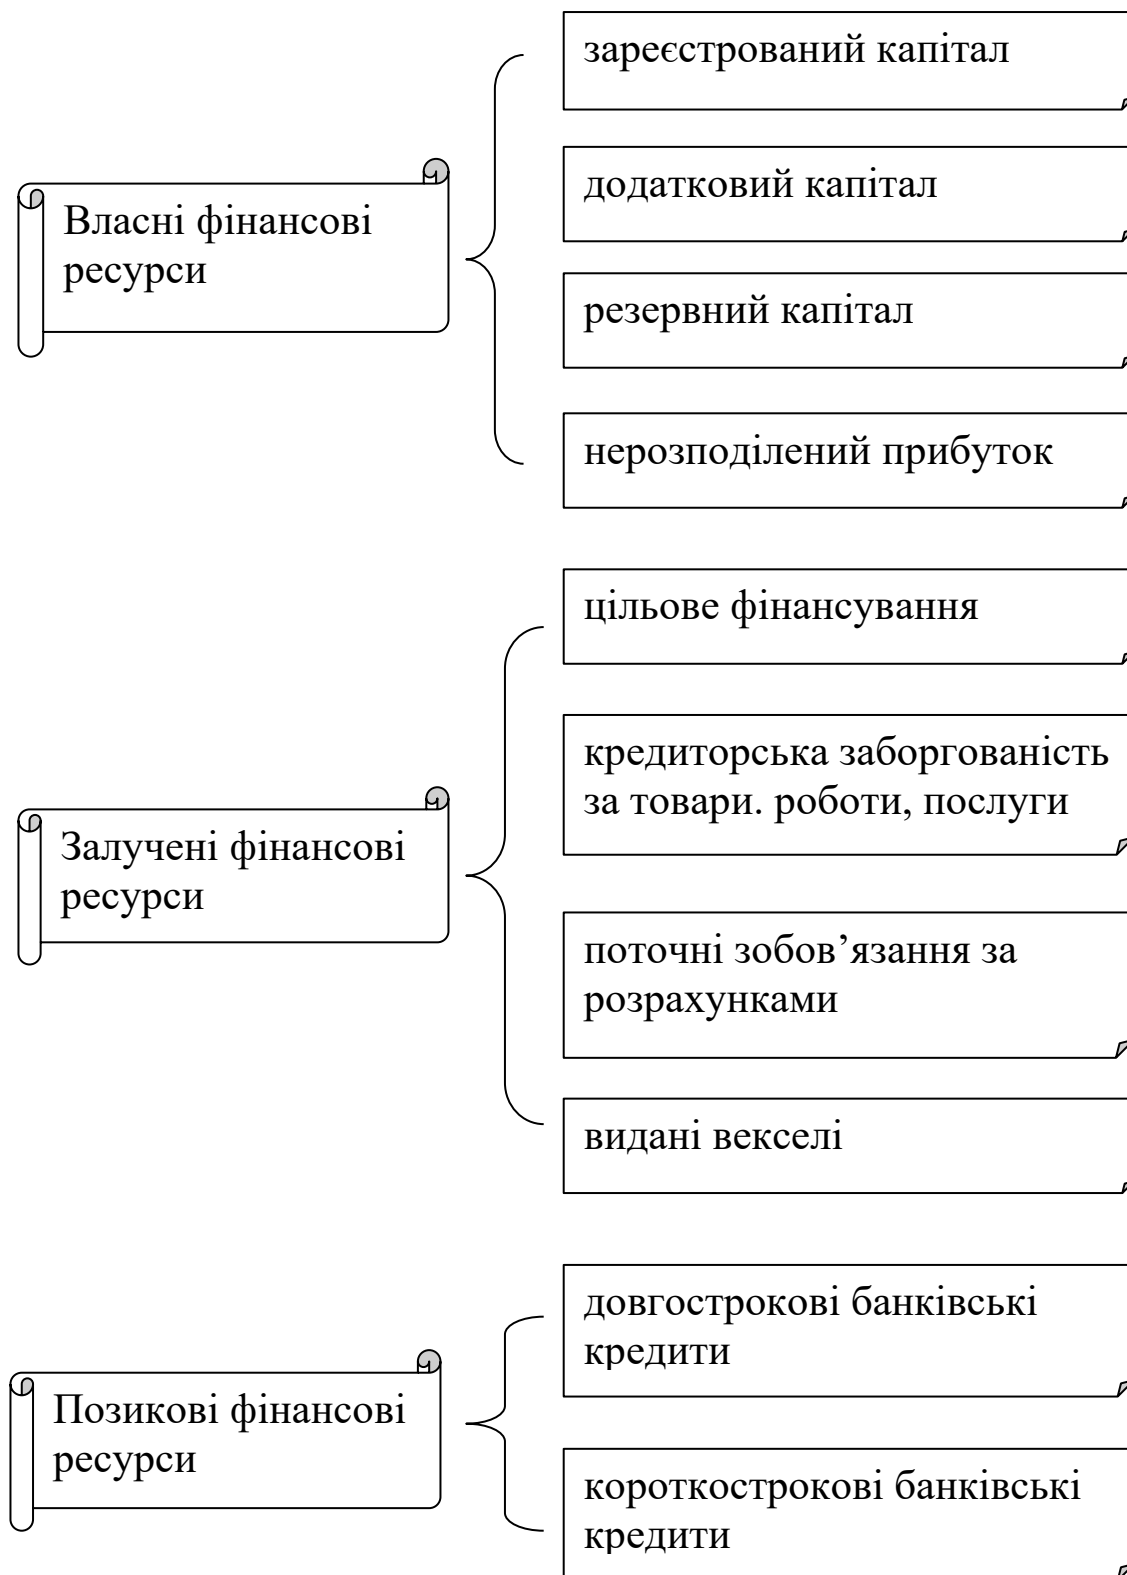 Власні фінансові
ресурси
зареєстрований капітал
додатковий капітал
резервний капітал
нерозподілений прибуток
Залучені фінансові
ресурси
цільове фінансування
кредиторська заборгованість
за товари. роботи, послуги
поточні зобов’язання за
розрахунками
видані векселі
Позикові фінансові
ресурси
довгострокові банківські
кредити
короткострокові банківські
кредити